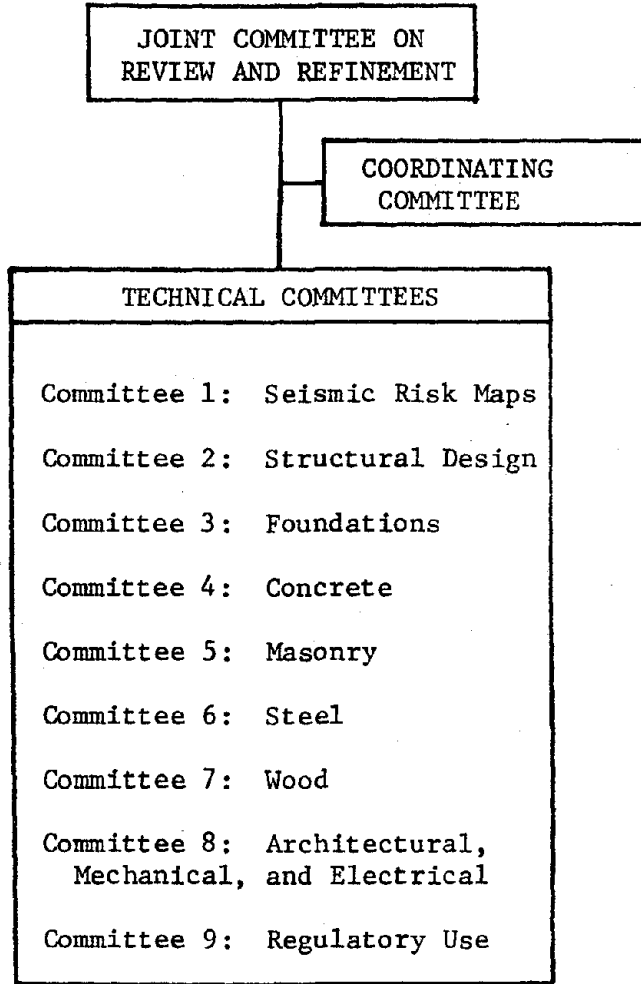 JOINT COMMITTEE ON
REVIEW AND REFINEMENT
COORDINATING
COMMITTEE
TECHNICAL COMMITTEES
Committee 1: Seismic Risk Maps
Committee 2: Structural Design
Committee 3: Foundations
Committee 4: Concrete
Committee 5: Masonry
Committee 6: Steel
Committee 7: Wood
Committee 8: Architectural,
Mechanical, and Electrical
Committee 9: Regulatory Use